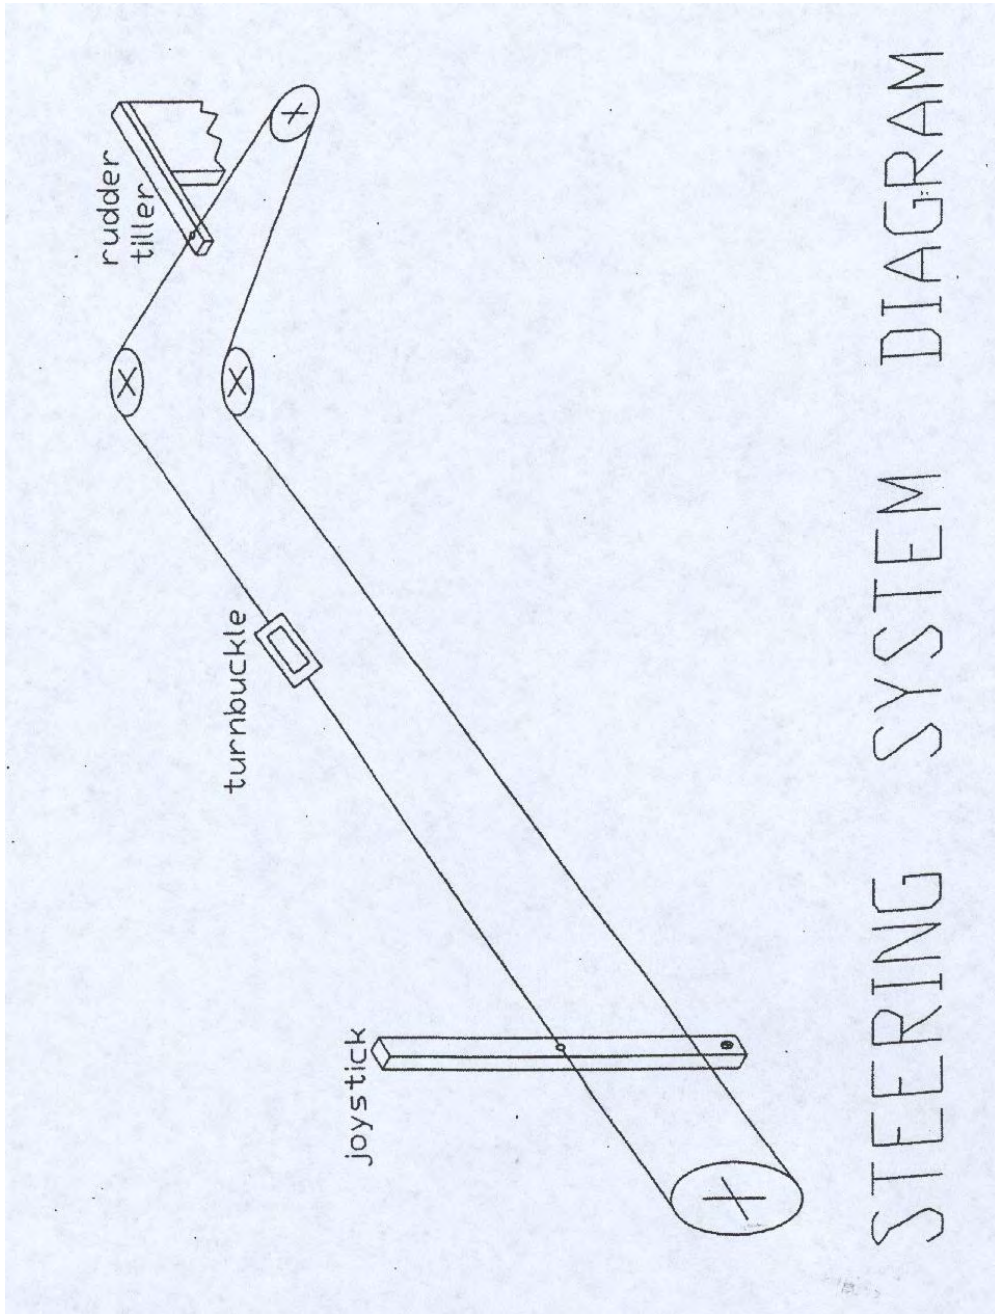 rudder
tiller
turnbuckle
joystick
STEERING SYSTEM DIAGRAM